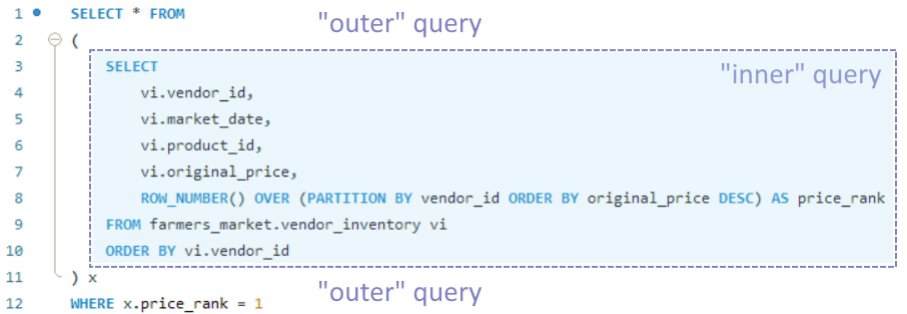 1 SELECT * FROM
"outer" query
2 (
3 SELECT
"inner" query
4 vi.vendor_id,
5 vi.market_date,
6 vi.product_id,
7 vi.original_price,
8 ROW_NUMBER() OVER (PARTITION BY vendor_id ORDER BY original_price DESC) AS price_rank
9 FROM farmers_market.vendor_inventory vi
10 ORDER BY vi.vendor_id
11 ) x
"outer" query
12 WHERE x.price_rank = 1